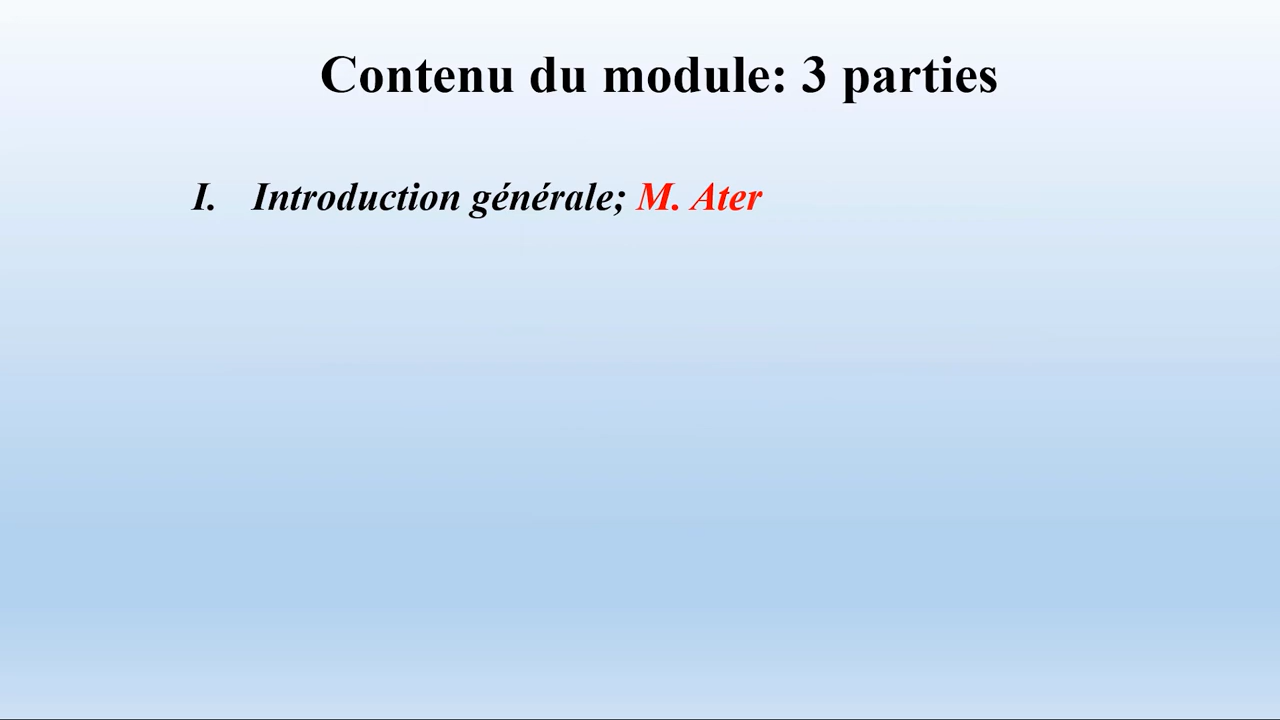 Contenu du module: 3 parties
I. Introduction générale; M. Ater